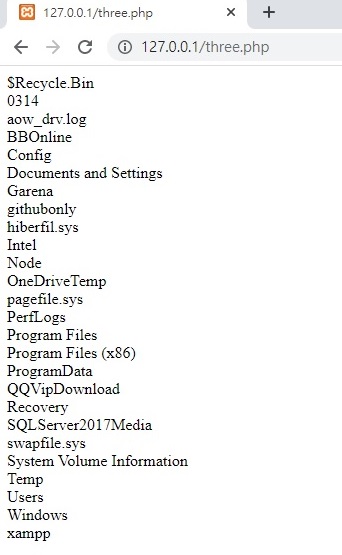 127.0.0.1/three.php
127.0.0.1/three.php
$Recycle.Bin
0314
aow_drv.log
BBOnline
Config
Documents and Settings
Garena
githubonly
hiberfil.sys
Intel
Node
OneDriveTemp
pagefile.sys
PerfLogs
Program Files
Program Files (x86)
ProgramData
QQVipDownload
Recovery
SQLServer2017Media
swapfile.sys
System Volume Information
Temp
Users
Windows
xampp